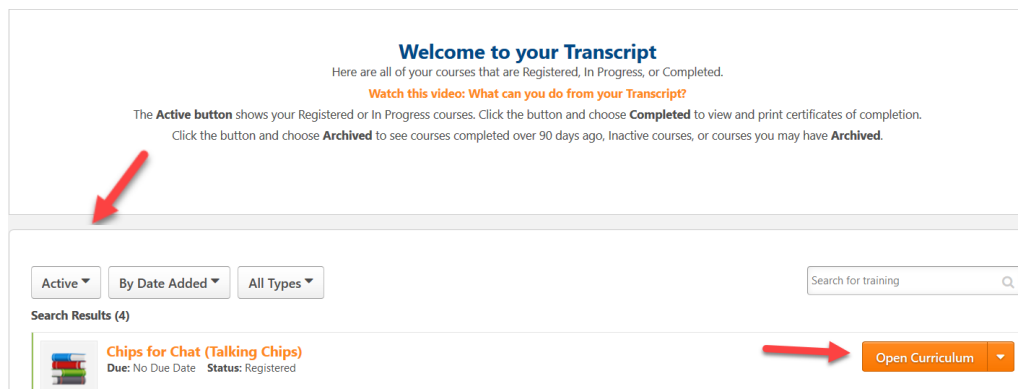 Welcome to your Transcript
Here are all of your courses that are Registered, In Progress, or Completed.
Watch this video: What can you do from your Transcript?
The Active button shows your Registered or In Progress courses. Click the button and choose Completed to view and print certificates of completion.
Click the button and choose Archived to see courses completed over 90 days ago, Inactive courses, or courses you may have Archived.
Active By Date Added All Types Search for training
Search Results (4)
Chips for Chat (Talking Chips)
Due: No Due Date Status: Registered
Open Curriculum